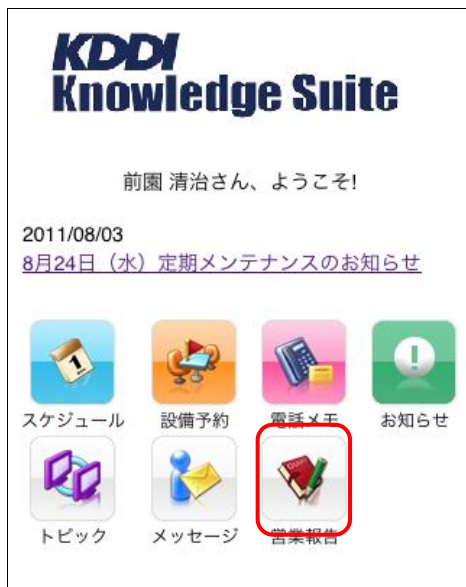 KDDI
Knowledge Suite
前園 清治さん、ようこそ!
2011/08/03
8月24日（水）定期メンテナンスのお知らせ
スケジュール 設備予約 電話メモ お知らせ
トピック メッセージ 営業報告